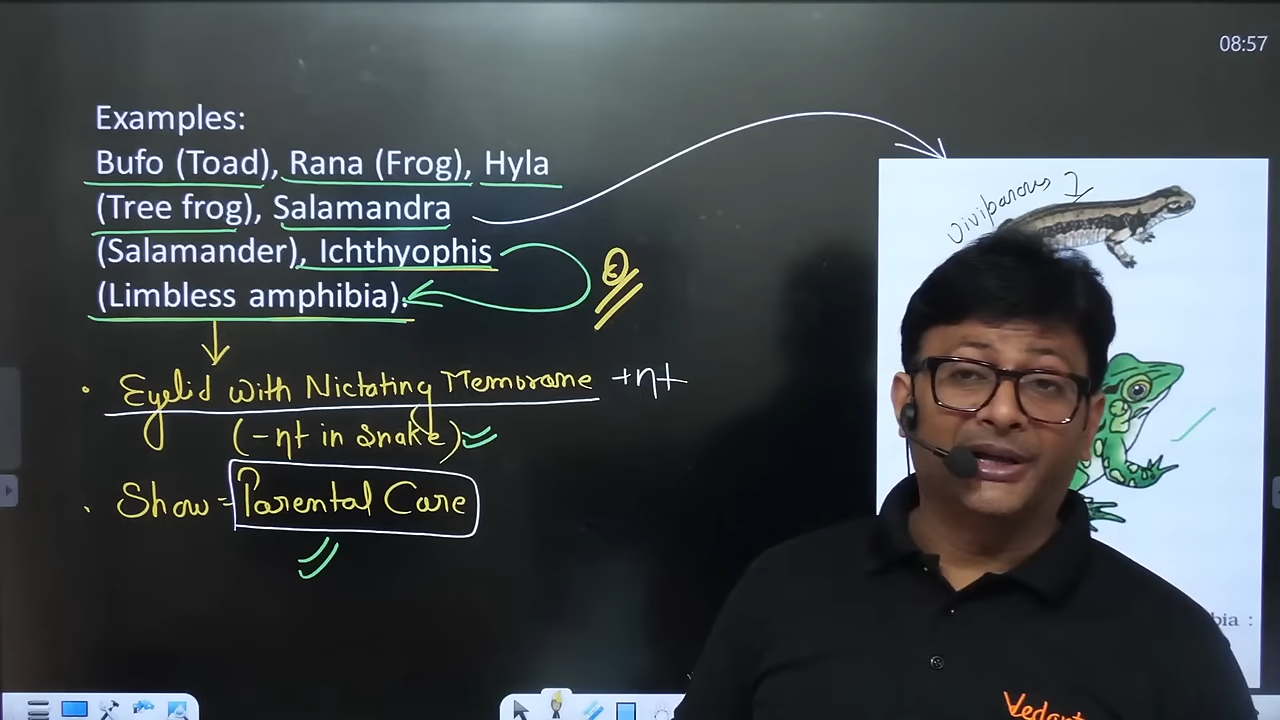 08:57
Examples:
Bufo (Toad), Rana (Frog), Hyla
(Tree frog), Salamandra
(Salamander), Ichthyophis
(Limbless amphibia).
viviparous
• Eyelid with Nictating Membrane +nt
(-nt in snake)
• Show - Parental Care
bia :
Vedant